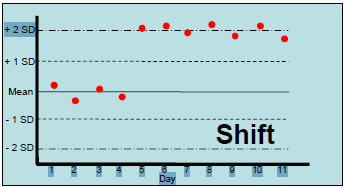 + 2 SD
+ 1 SD
Mean
- 1 SD
Shift
- 2 SD
1 2 3 4 5 6 7 8 9 10 11
Day